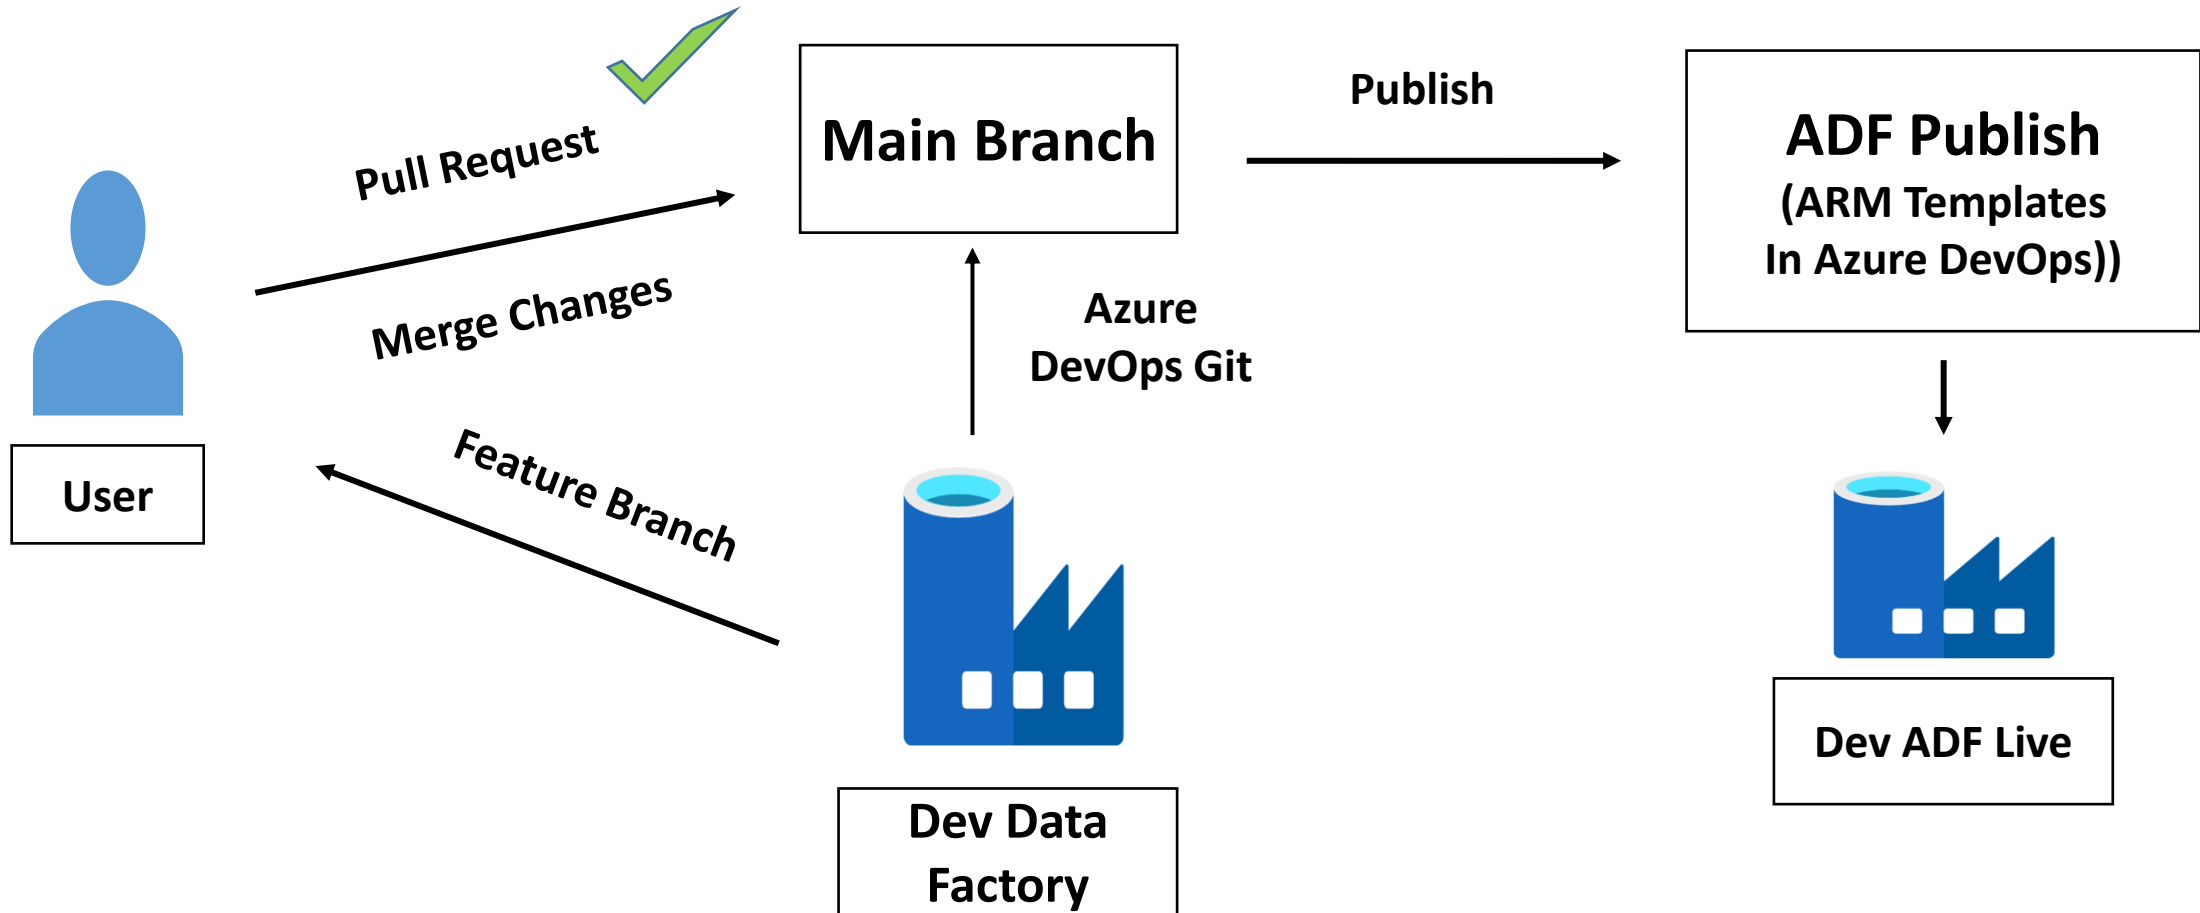 Pull Request
Merge Changes
Main Branch
Publish
ADF Publish
(ARM Templates
In Azure DevOps))
Azure
DevOps Git
User
Feature Branch
Dev Data
Factory
Dev ADF Live